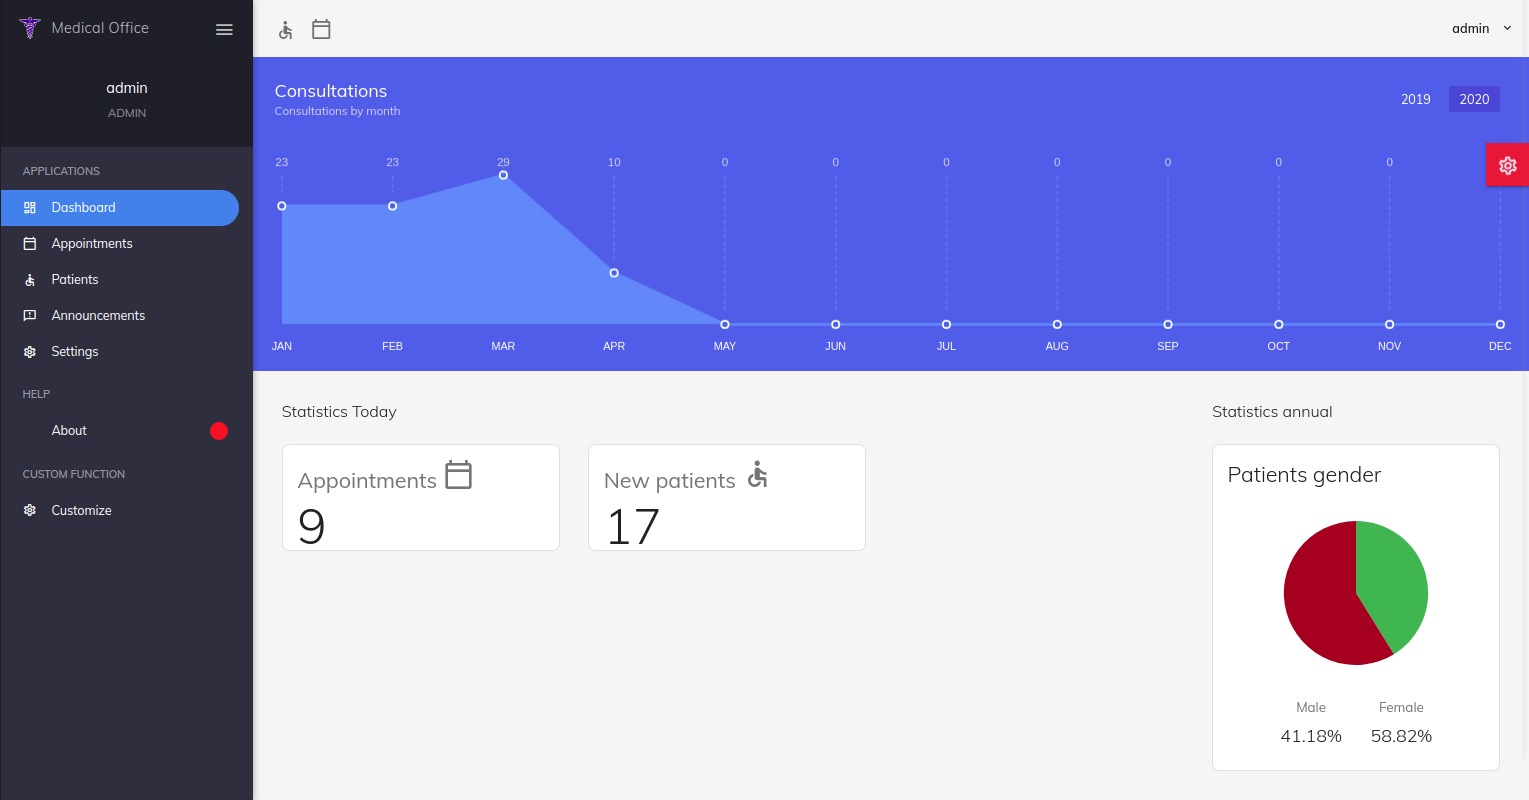 Medical Office
admin
ADMIN
APPLICATIONS
Dashboard
Appointments
Patients
Announcements
Settings
HELP
About
CUSTOM FUNCTION
Customize
admin
Consultations
Consultations by month
2019 2020
23 23 29 10 0 0 0 0 0 0 0
JAN FEB MAR APR MAY JUN JUL AUG SEP OCT NOV DEC
Statistics Today
Appointments
9
New patients
17
Statistics annual
Patients gender
Male Female
41.18% 58.82%